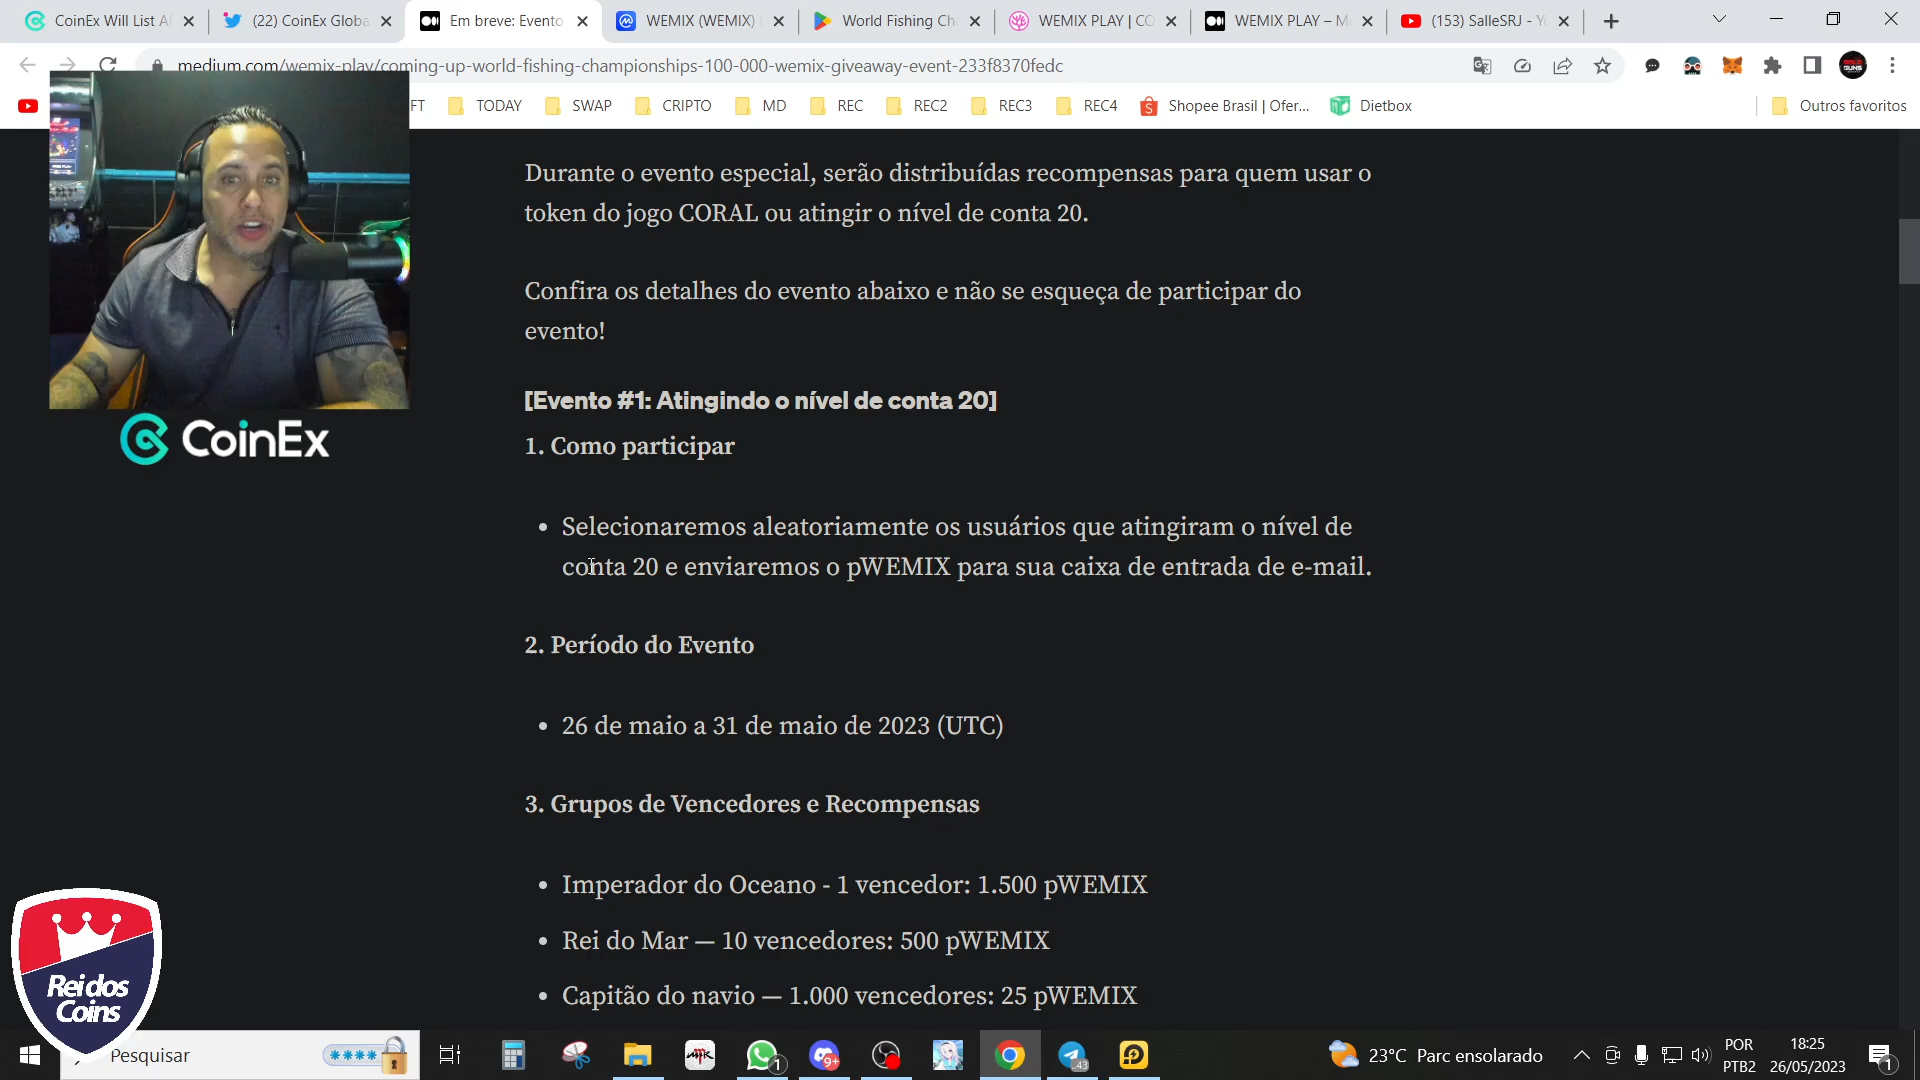 CoinEx Will List A
(22) CoinEx Globa
Em breve: Evento
WEMIX (WEMIX)
World Fishing Ch
WEMIX PLAY | CO
WEMIX PLAY – M
(153) SalleSRJ - Y
medium.com/wemix-play/coming-up-world-fishing-championships-100-000-wemix-giveaway-event-233f8370fedc
FT
TODAY
SWAP
CRIPTO
MD
REC
REC2
REC3
REC4
Shopee Brasil | Ofer...
Dietbox
Outros favoritos
Durante o evento especial, serão distribuídas recompensas para quem usar o
token do jogo CORAL ou atingir o nível de conta 20.
Confira os detalhes do evento abaixo e não se esqueça de participar do
evento!
[Evento #1: Atingindo o nível de conta 20]
1. Como participar
• Selecionaremos aleatoriamente os usuários que atingiram o nível de
conta 20 e enviaremos o pWEMIX para sua caixa de entrada de e-mail.
2. Período do Evento
• 26 de maio a 31 de maio de 2023 (UTC)
3. Grupos de Vencedores e Recompensas
• Imperador do Oceano - 1 vencedor: 1.500 pWEMIX
• Rei do Mar — 10 vencedores: 500 pWEMIX
• Capitão do navio — 1.000 vencedores: 25 pWEMIX
CoinEx
Rei dos
Coins
Pesquisar
****
1
9+
43
23°C Parc ensolarado
POR
PTB2
18:25
26/05/2023
1